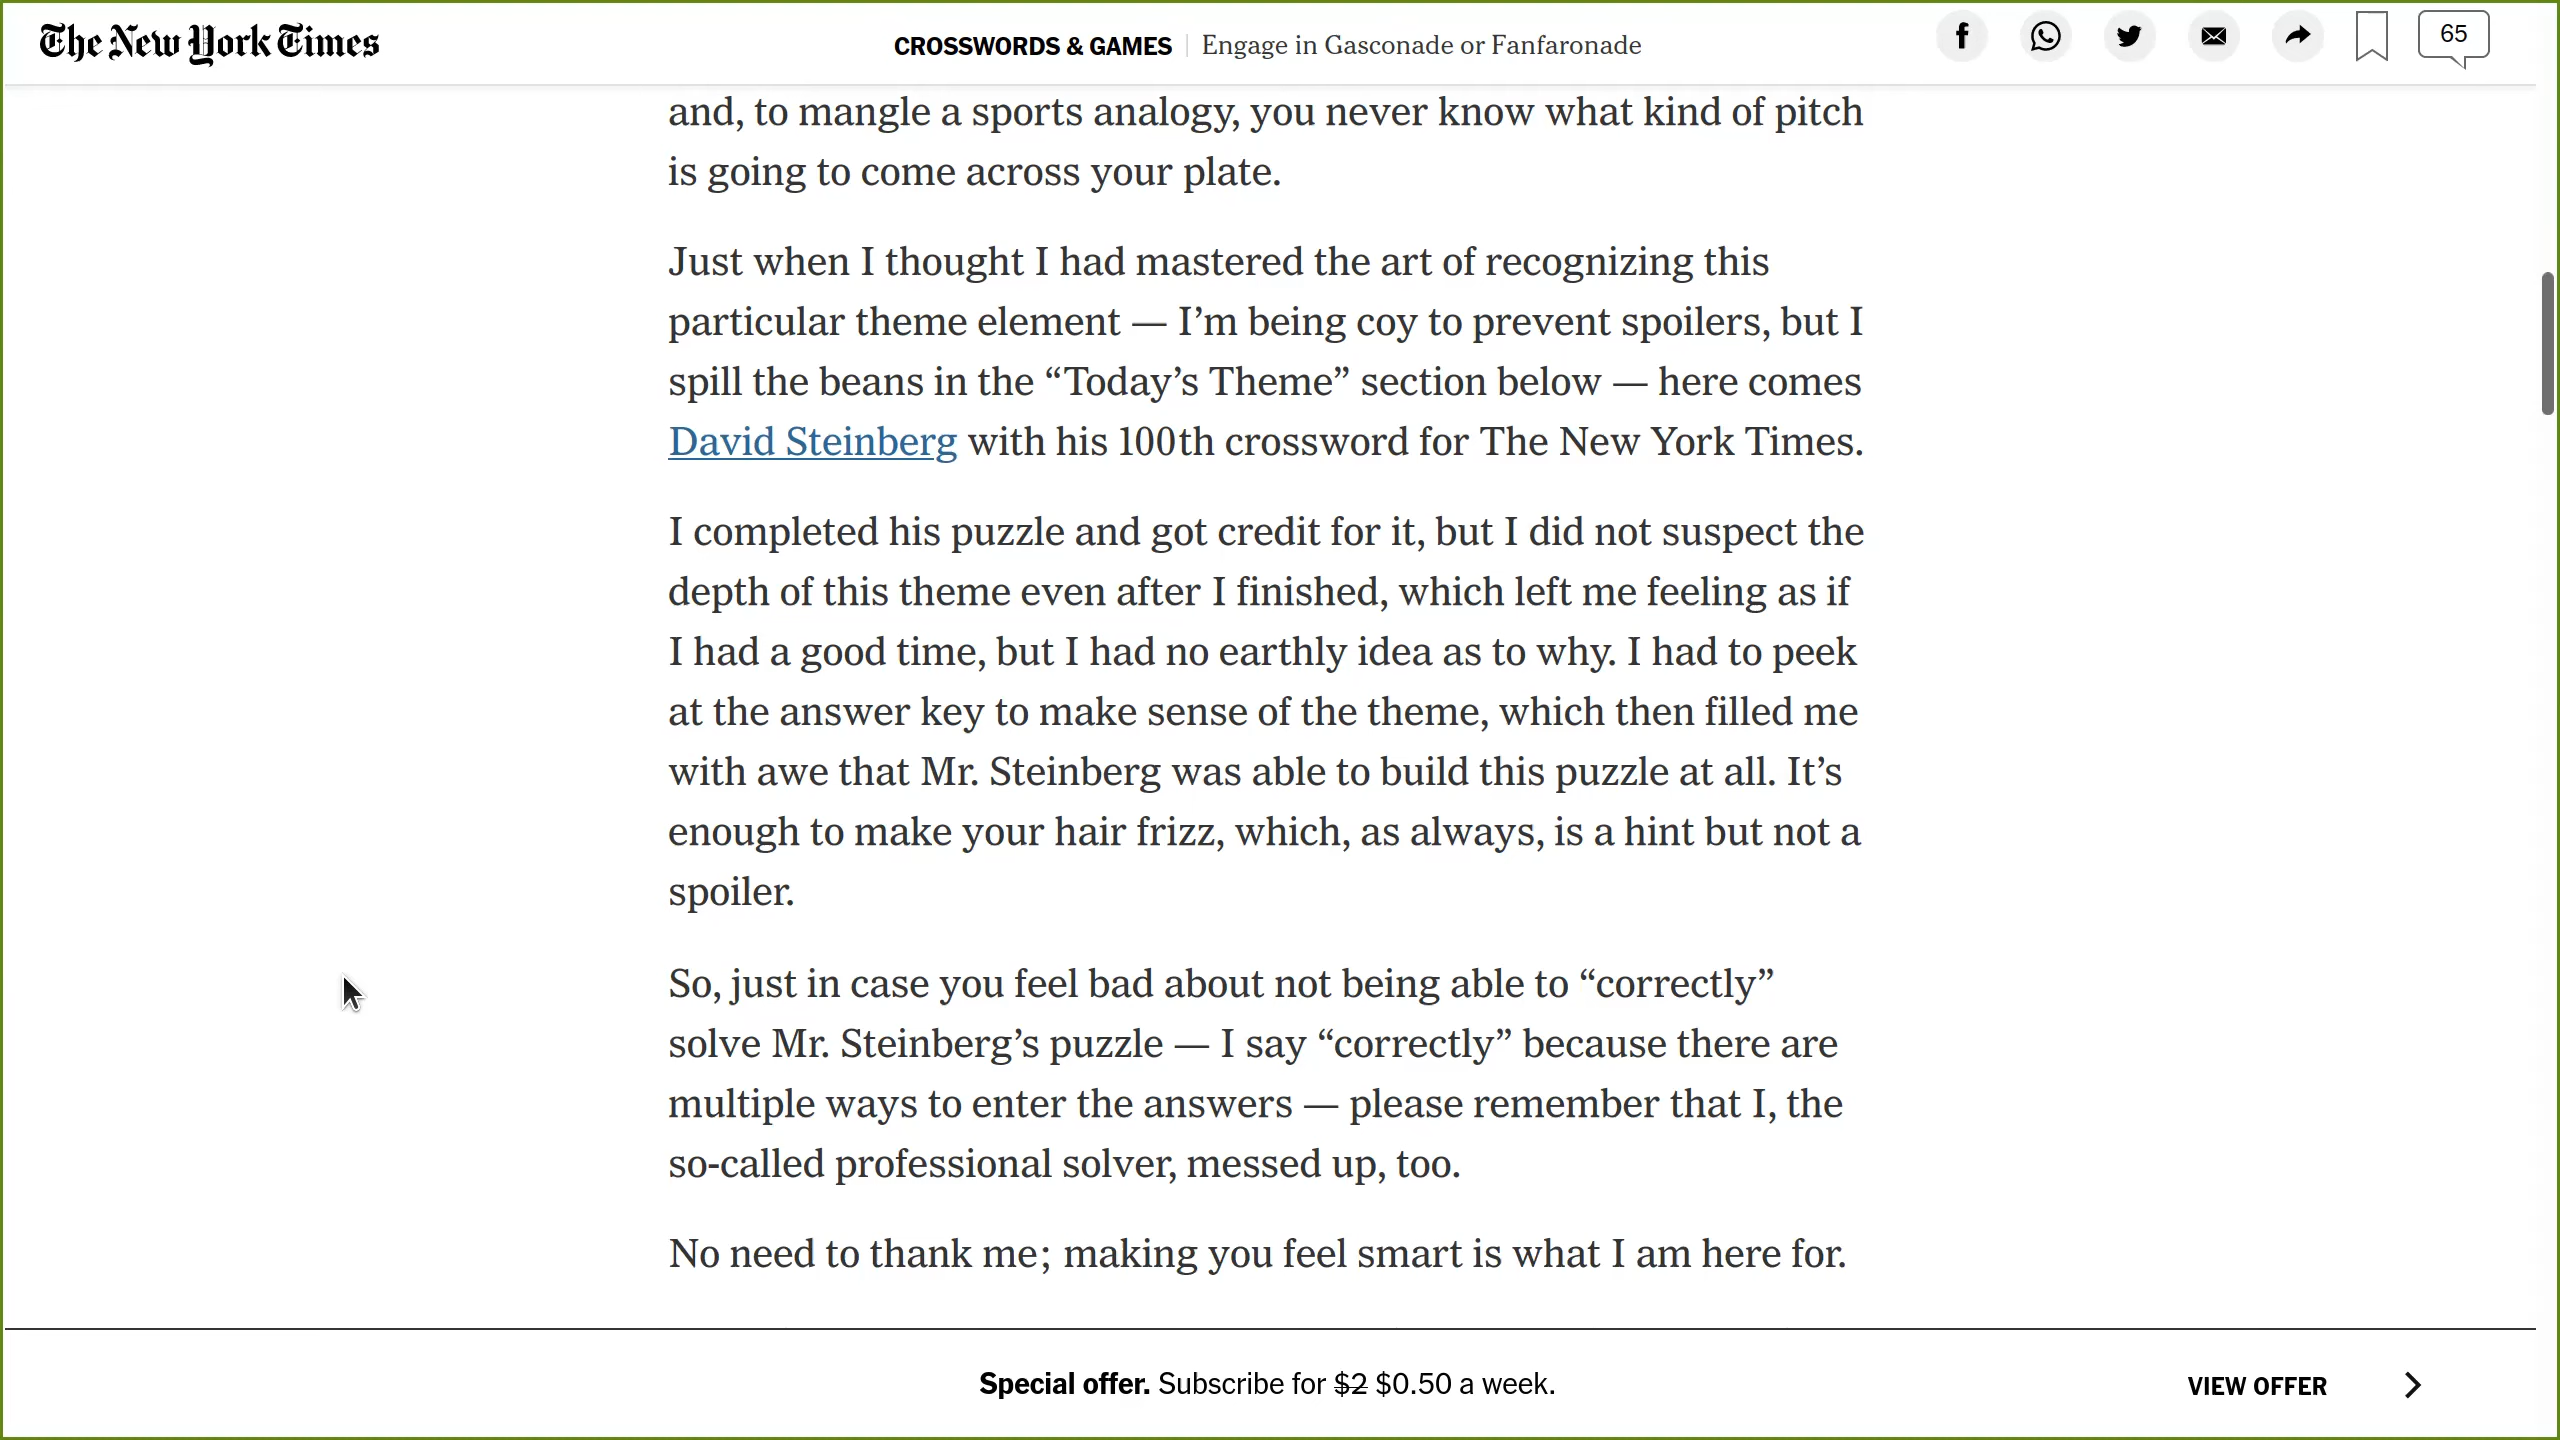 The New York Times
CROSSWORDS & GAMES | Engage in Gasconade or Fanfaronade
65
and, to mangle a sports analogy, you never know what kind of pitch
is going to come across your plate.
Just when I thought I had mastered the art of recognizing this
particular theme element — I’m being coy to prevent spoilers, but I
spill the beans in the “Today’s Theme” section below — here comes
David Steinberg with his 100th crossword for The New York Times.
I completed his puzzle and got credit for it, but I did not suspect the
depth of this theme even after I finished, which left me feeling as if
I had a good time, but I had no earthly idea as to why. I had to peek
at the answer key to make sense of the theme, which then filled me
with awe that Mr. Steinberg was able to build this puzzle at all. It’s
enough to make your hair frizz, which, as always, is a hint but not a
spoiler.
So, just in case you feel bad about not being able to “correctly”
solve Mr. Steinberg’s puzzle — I say “correctly” because there are
multiple ways to enter the answers — please remember that I, the
so-called professional solver, messed up, too.
No need to thank me; making you feel smart is what I am here for.
Special offer. Subscribe for $2 $0.50 a week.
VIEW OFFER